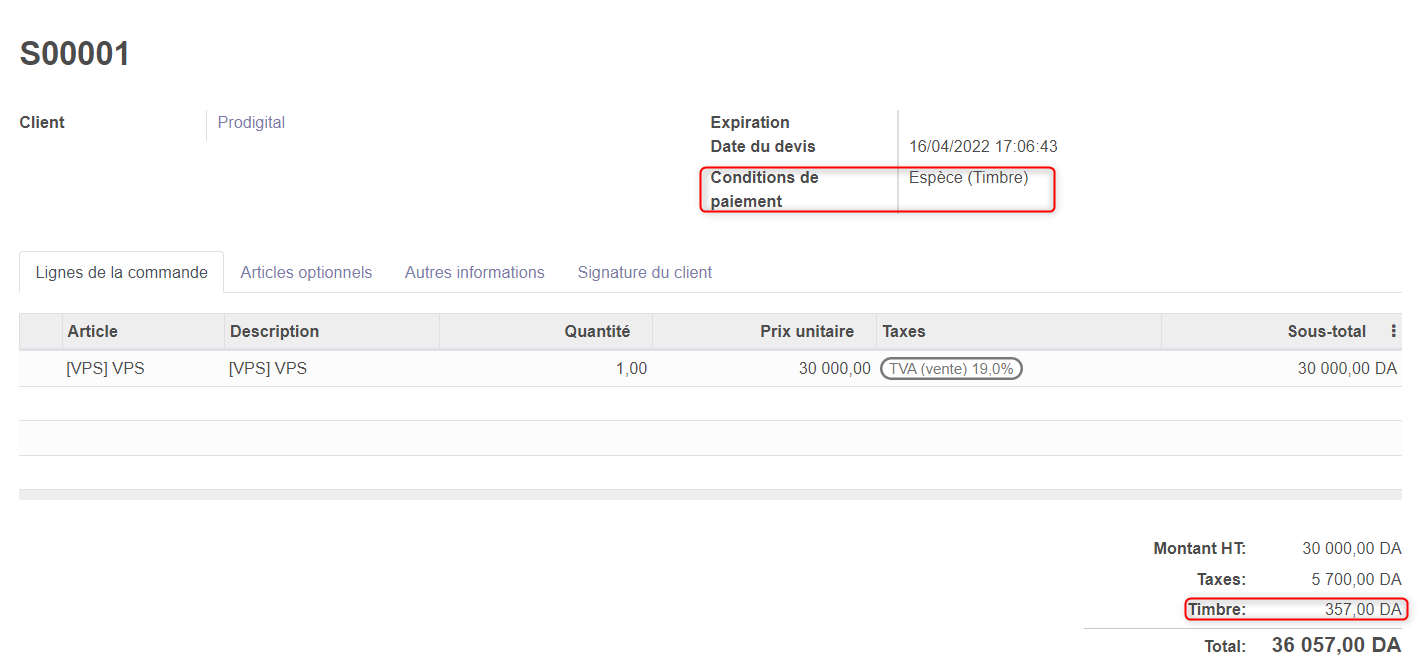 S00001
Client Prodigital
Expiration
Date du devis 16/04/2022 17:06:43
Conditions de paiement Espèce (Timbre)
Lignes de la commande Articles optionnels Autres informations Signature du client
Article Description Quantité Prix unitaire Taxes Sous-total
[VPS] VPS [VPS] VPS 1,00 30 000,00 TVA (vente) 19,0% 30 000,00 DA
Montant HT: 30 000,00 DA
Taxes: 5 700,00 DA
Timbre: 357,00 DA
Total: 36 057,00 DA